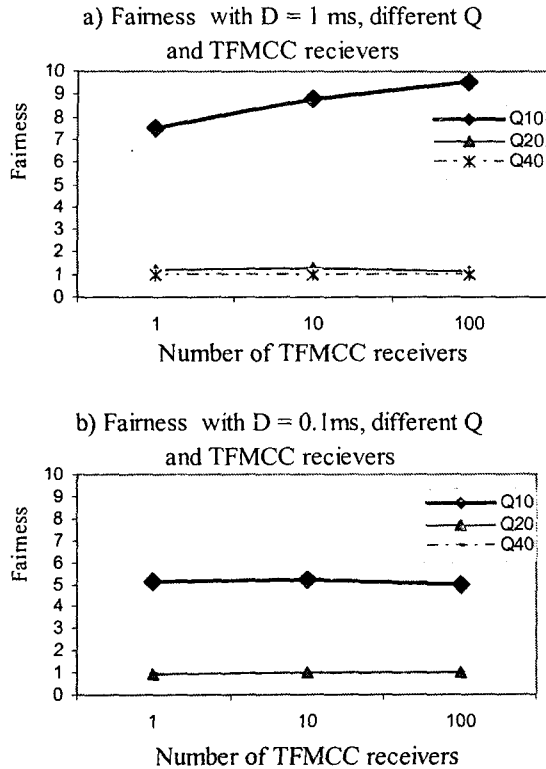 a) Fairness with D = 1 ms, different Q
and TFMCC recievers
Fairness
10
9
8
7
6
5
4
3
2
1
0
Q10
Q20
Q40
1
10
100
Number of TFMCC receivers
b) Fairness with D = 0.1ms, different Q
and TFMCC recievers
Fairness
10
9
8
7
6
5
4
3
2
1
0
Q10
Q20
Q40
1
10
100
Number of TFMCC receivers